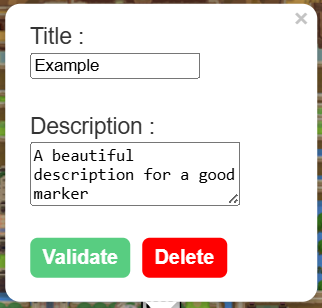 ×
Title :
Example
Description :
A beautiful
description for a good
marker
Validate Delete